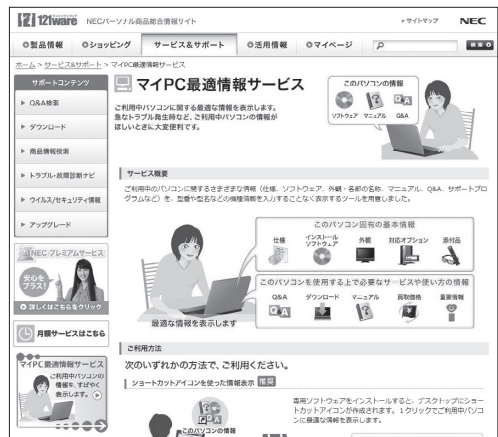 121ware NECパーソナル商品総合情報サイト
サイトマップ NEC
製品情報 ショッピング サービス&サポート 活用情報 マイページ 検索
ホーム > サービス&サポート > マイPC最適情報サービス
サポートコンテンツ
Q&A検索
ダウンロード
商品情報検索
トラブル・故障診断ナビ
ウイルス/セキュリティ情報
アップグレード
NECプレミアムサービス
安心を
プラス!
詳しくはこちらをクリック
月額サービスはこちら
マイPC最適情報サービス
ご利用中パソコンの
情報を、すばやく
表示します。
マイPC最適情報サービス
ご利用中パソコンに関する最適な情報を表示します。
急なトラブル発生時など、ご利用中パソコンの情報が
ほしいときに大変便利です。
このパソコンの情報
ソフトウェア マニュアル Q&A
サービス概要
ご利用中のパソコンに関するさまざまな情報（仕様、ソフトウェア、外観・各部の名称、マニュアル、Q&A、サポートプロ
グラムなど）を、型番や型名などの機種情報を入力することなく表示するツールを用意しました。
このパソコン固有の基本情報
仕様 インストールソフトウェア 外観 対応オプション 添付品
このパソコンを使用する上で必要なサービスや使い方の情報
Q&A ダウンロード マニュアル 買取価格 重要情報
最適な情報を表示します
ご利用方法
次のいずれかの方法で、ご利用ください。
ショートカットアイコンを使った情報表示 推奨
専用ソフトウェアをインストールすると、デスクトップにショー
トカットアイコンが作成されます。1クリックでご利用中パソコ
ンに最適な情報を表示します。
このパソコンの情報